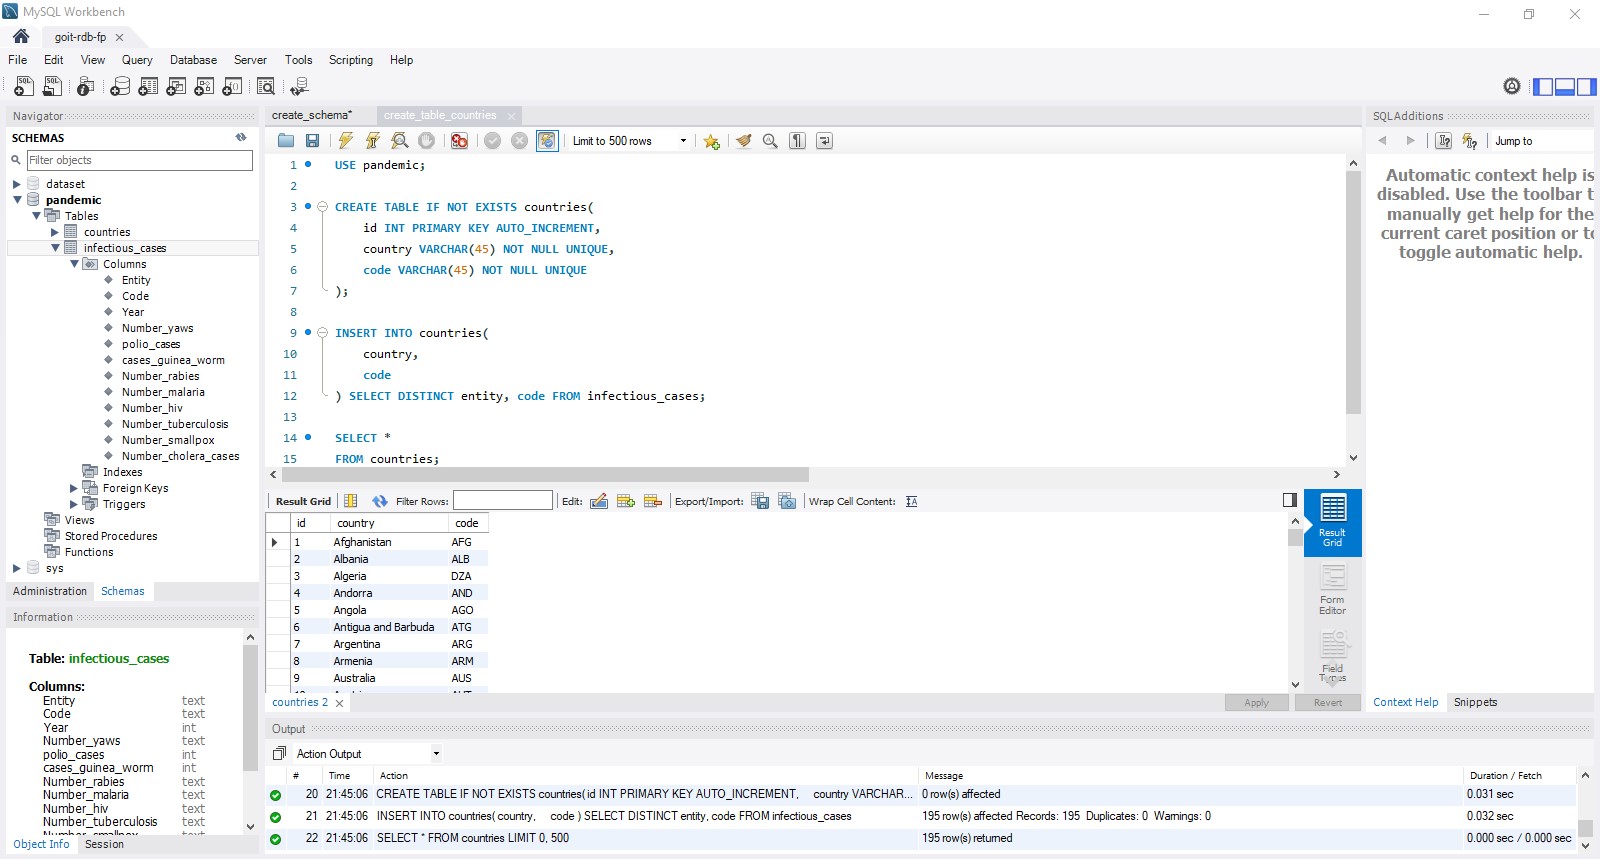 MySQL Workbench
goit-rdb-fp
File Edit View Query Database Server Tools Scripting Help
Navigator
SCHEMAS
Filter objects
dataset
pandemic
Tables
countries
infectious_cases
Columns
Entity
Code
Year
Number_yaws
polio_cases
cases_guinea_worm
Number_rabies
Number_malaria
Number_hiv
Number_tuberculosis
Number_smallpox
Number_cholera_cases
Indexes
Foreign Keys
Triggers
Views
Stored Procedures
Functions
sys
Administration Schemas
Information
Table: infectious_cases
Columns:
Entity text
Code text
Year int
Number_yaws text
polio_cases int
cases_guinea_worm int
Number_rabies text
Number_malaria text
Number_hiv text
Number_tuberculosis text
Object Info Session
create_schema* create_table_countries
Limit to 500 rows
1 USE pandemic;
2
3 CREATE TABLE IF NOT EXISTS countries(
4 id INT PRIMARY KEY AUTO_INCREMENT,
5 country VARCHAR(45) NOT NULL UNIQUE,
6 code VARCHAR(45) NOT NULL UNIQUE
7 );
8
9 INSERT INTO countries(
10 country,
11 code
12 ) SELECT DISTINCT entity, code FROM infectious_cases;
13
14 SELECT *
15 FROM countries;
Result Grid Filter Rows: Edit: Export/Import: Wrap Cell Content:
id country code
1 Afghanistan AFG
2 Albania ALB
3 Algeria DZA
4 Andorra AND
5 Angola AGO
6 Antigua and Barbuda ATG
7 Argentina ARG
8 Armenia ARM
9 Australia AUS
Result
Grid
Form
Editor
Field
Types
countries 2
Apply Revert
Output
Action Output
# Time Action Message Duration / Fetch
20 21:45:06 CREATE TABLE IF NOT EXISTS countries( id INT PRIMARY KEY AUTO_INCREMENT, country VARCHAR... 0 row(s) affected 0.031 sec
21 21:45:06 INSERT INTO countries( country, code ) SELECT DISTINCT entity, code FROM infectious_cases 195 row(s) affected Records: 195 Duplicates: 0 Warnings: 0 0.032 sec
22 21:45:06 SELECT * FROM countries LIMIT 0, 500 195 row(s) returned 0.000 sec / 0.000 sec
SQLAdditions
Jump to
Automatic context help is
disabled. Use the toolbar t
manually get help for the
current caret position or to
toggle automatic help.
Context Help Snippets